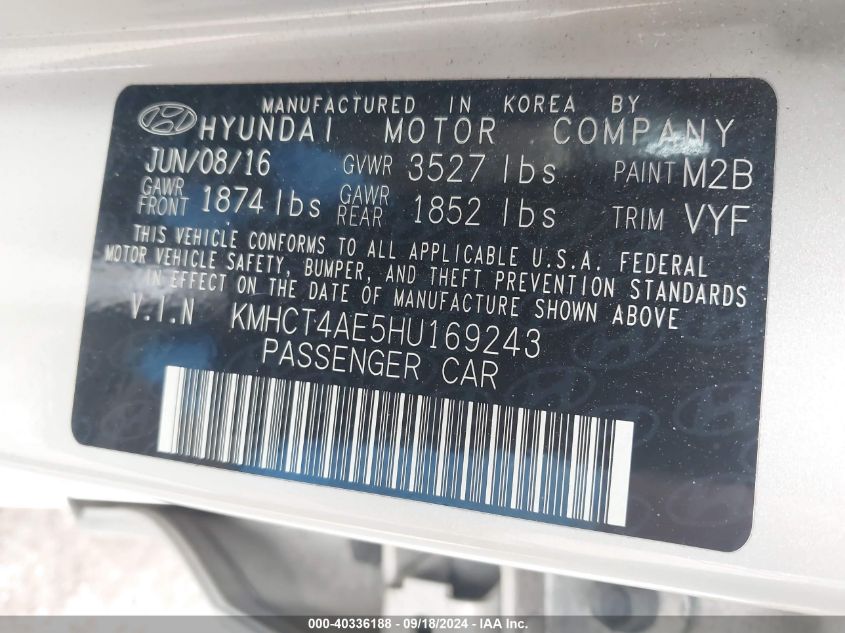 MANUFACTURED IN KOREA BY
HYUNDAI MOTOR COMPANY
JUN/08/16 GVWR 3527 lbs PAINT M2B
GAWR FRONT 1874 lbs GAWR REAR 1852 lbs TRIM VYF
THIS VEHICLE CONFORMS TO ALL APPLICABLE U.S.A. FEDERAL
MOTOR VEHICLE SAFETY, BUMPER, AND THEFT PREVENTION STANDARDS
IN EFFECT ON THE DATE OF MANUFACTURE SHOWN ABOVE
V.I.N KMHCT4AE5HU169243
PASSENGER CAR
000-40336188 - 09/18/2024 - IAA Inc.